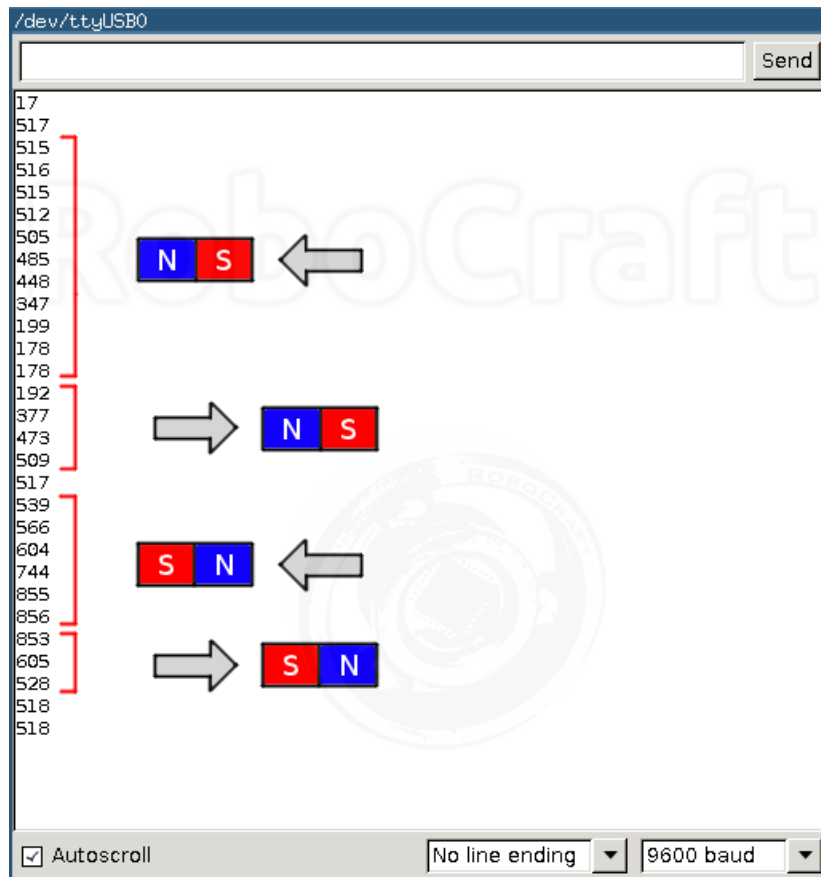 /dev/ttyUSB0
Send
17
517
515
516
515
512
505
485
448
347
199
178
178
192
377
473
509
517
539
566
604
744
855
856
853
605
528
518
518
N S
N S
S N
S N
RoboCraft
ROBOCRAFT
Autoscroll
No line ending
9600 baud